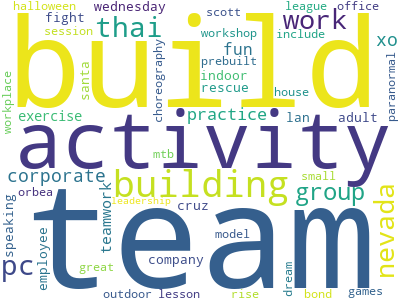 halloween wednesday scott league office
fight
session
workplace
santa
thai
choreography
build
workshop
prebuilt
fun
indoor
rescue
work
include
house
xo
paranormal
exercise
practice
lan adult
activity
mtb
corporate
orbea
building
small
group
nevada
leadership
cruz
speaking
employee
teamwork
team
pc
model
company
great
dream
outdoor lesson
rise bond games